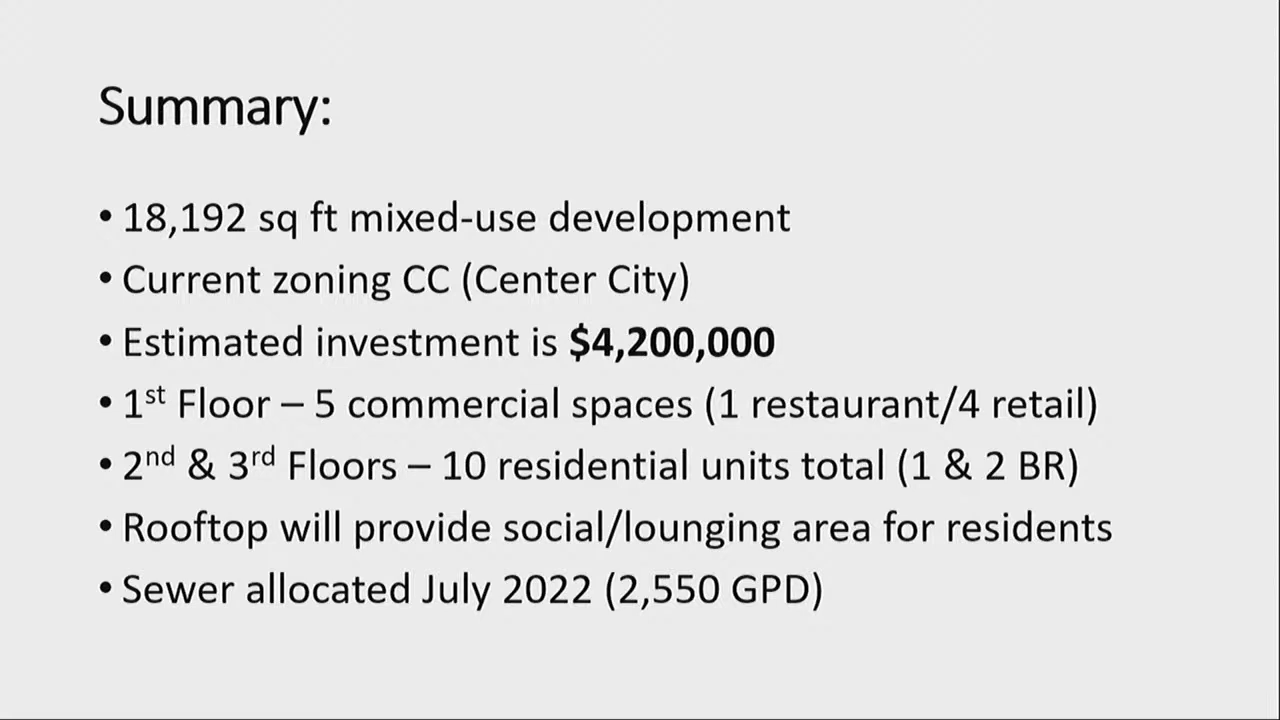 Summary:
• 18,192 sq ft mixed-use development
• Current zoning CC (Center City)
• Estimated investment is $4,200,000
• 1st Floor – 5 commercial spaces (1 restaurant/4 retail)
• 2nd & 3rd Floors – 10 residential units total (1 & 2 BR)
• Rooftop will provide social/lounging area for residents
• Sewer allocated July 2022 (2,550 GPD)